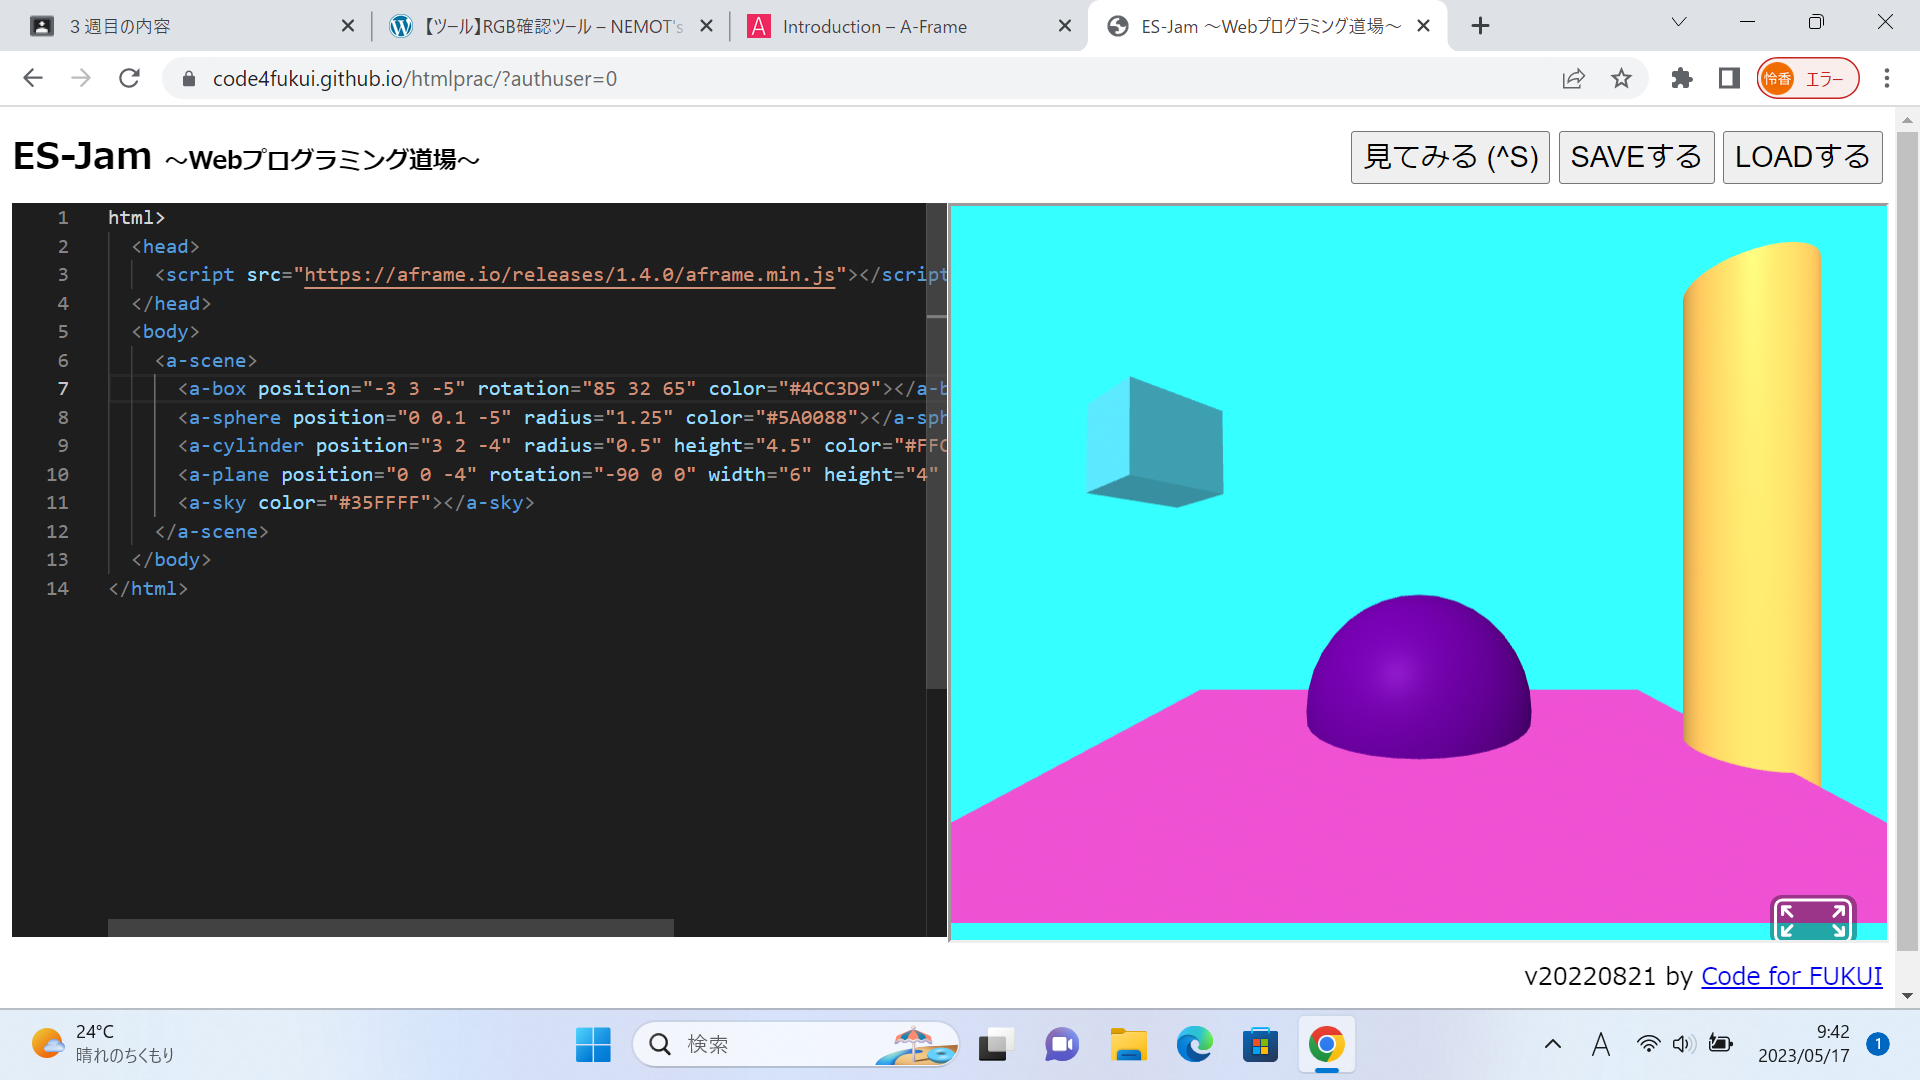 ３週目の内容
【ツール】RGB確認ツール – NEMOT's
Introduction – A-Frame
ES-Jam ～Webプログラミング道場～
code4fukui.github.io/htmlprac/?authuser=0
怜香 エラー
ES-Jam ～Webプログラミング道場～
見てみる (^S)
SAVEする
LOADする
1 html>
2 <head>
3 <script src="https://aframe.io/releases/1.4.0/aframe.min.js"></script
4 </head>
5 <body>
6 <a-scene>
7 <a-box position="-3 3 -5" rotation="85 32 65" color="#4CC3D9"></a-b
8 <a-sphere position="0 0.1 -5" radius="1.25" color="#5A0088"></a-sph
9 <a-cylinder position="3 2 -4" radius="0.5" height="4.5" color="#FFC
10 <a-plane position="0 0 -4" rotation="-90 0 0" width="6" height="4"
11 <a-sky color="#35FFFF"></a-sky>
12 </a-scene>
13 </body>
14 </html>
v20220821 by Code for FUKUI
24°C
晴れのちくもり
検索
A
9:42
2023/05/17
1